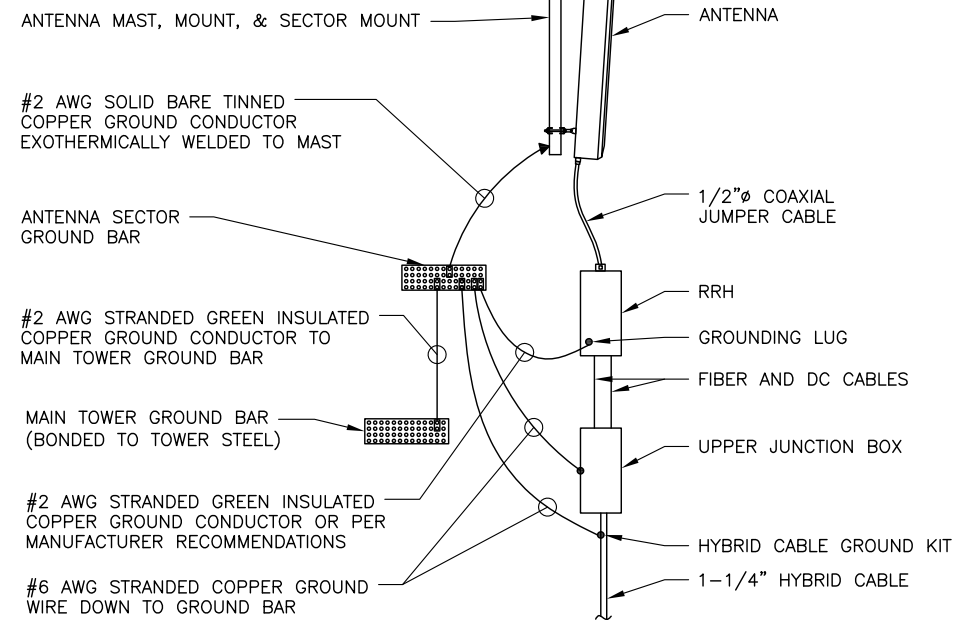 ANTENNA MAST, MOUNT, & SECTOR MOUNT
ANTENNA
#2 AWG SOLID BARE TINNED
COPPER GROUND CONDUCTOR
EXOTHERMICALLY WELDED TO MAST
1/2"ø COAXIAL
JUMPER CABLE
ANTENNA SECTOR
GROUND BAR
RRH
#2 AWG STRANDED GREEN INSULATED
COPPER GROUND CONDUCTOR TO
MAIN TOWER GROUND BAR
GROUNDING LUG
FIBER AND DC CABLES
MAIN TOWER GROUND BAR
(BONDED TO TOWER STEEL)
UPPER JUNCTION BOX
#2 AWG STRANDED GREEN INSULATED
COPPER GROUND CONDUCTOR OR PER
MANUFACTURER RECOMMENDATIONS
HYBRID CABLE GROUND KIT
1-1/4" HYBRID CABLE
#6 AWG STRANDED COPPER GROUND
WIRE DOWN TO GROUND BAR